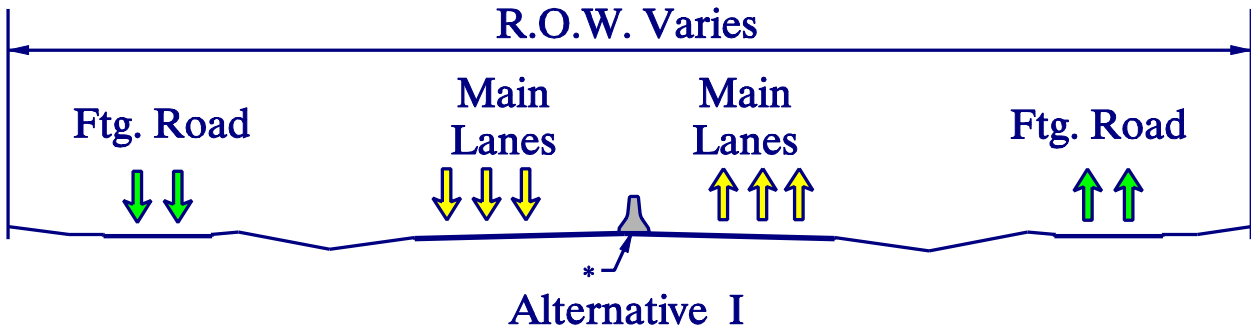 R.O.W. Varies
Ftg. Road
Main
Lanes
Main
Lanes
Ftg. Road
*
Alternative I